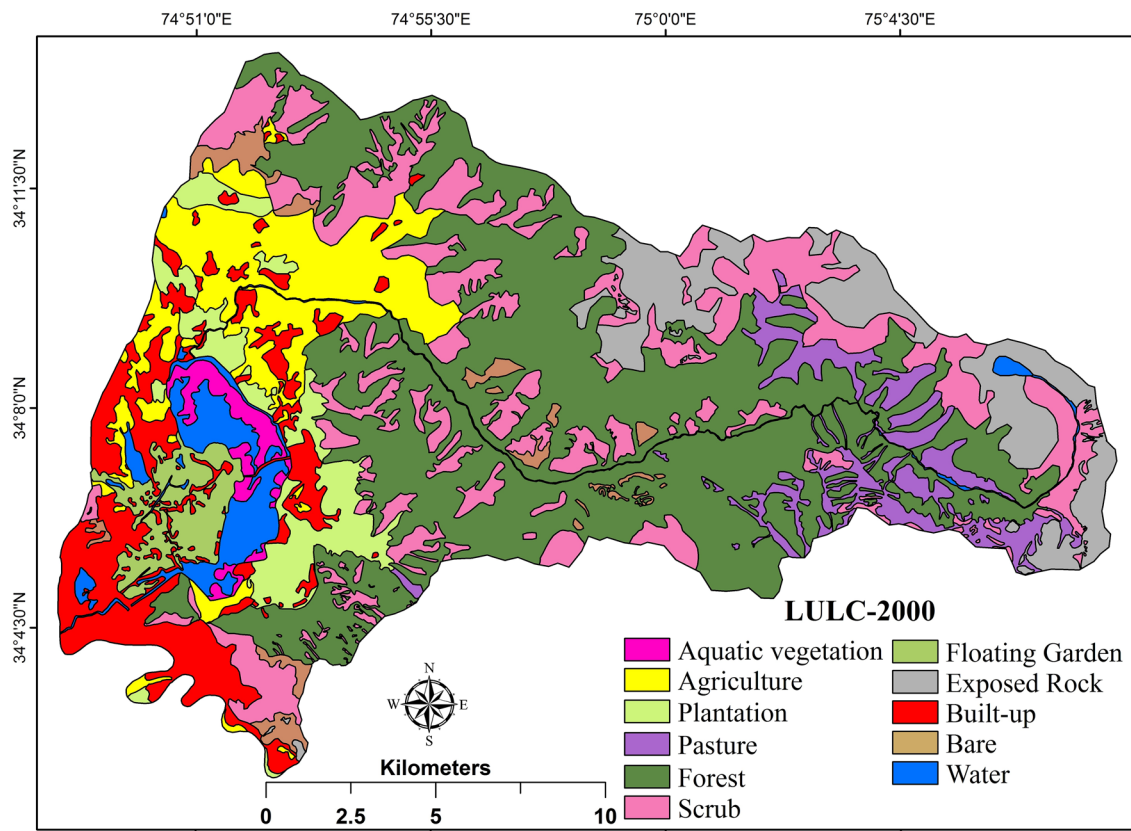 74°51'0"E 74°55'30"E 75°0'0"E 75°4'30"E
34°11'30"N
34°8'0"N
34°4'30"N
LULC-2000
Aquatic vegetation
Agriculture
Plantation
Pasture
Forest
Scrub
Floating Garden
Exposed Rock
Built-up
Bare
Water
N
W E
S
Kilometers
0 2.5 5 10